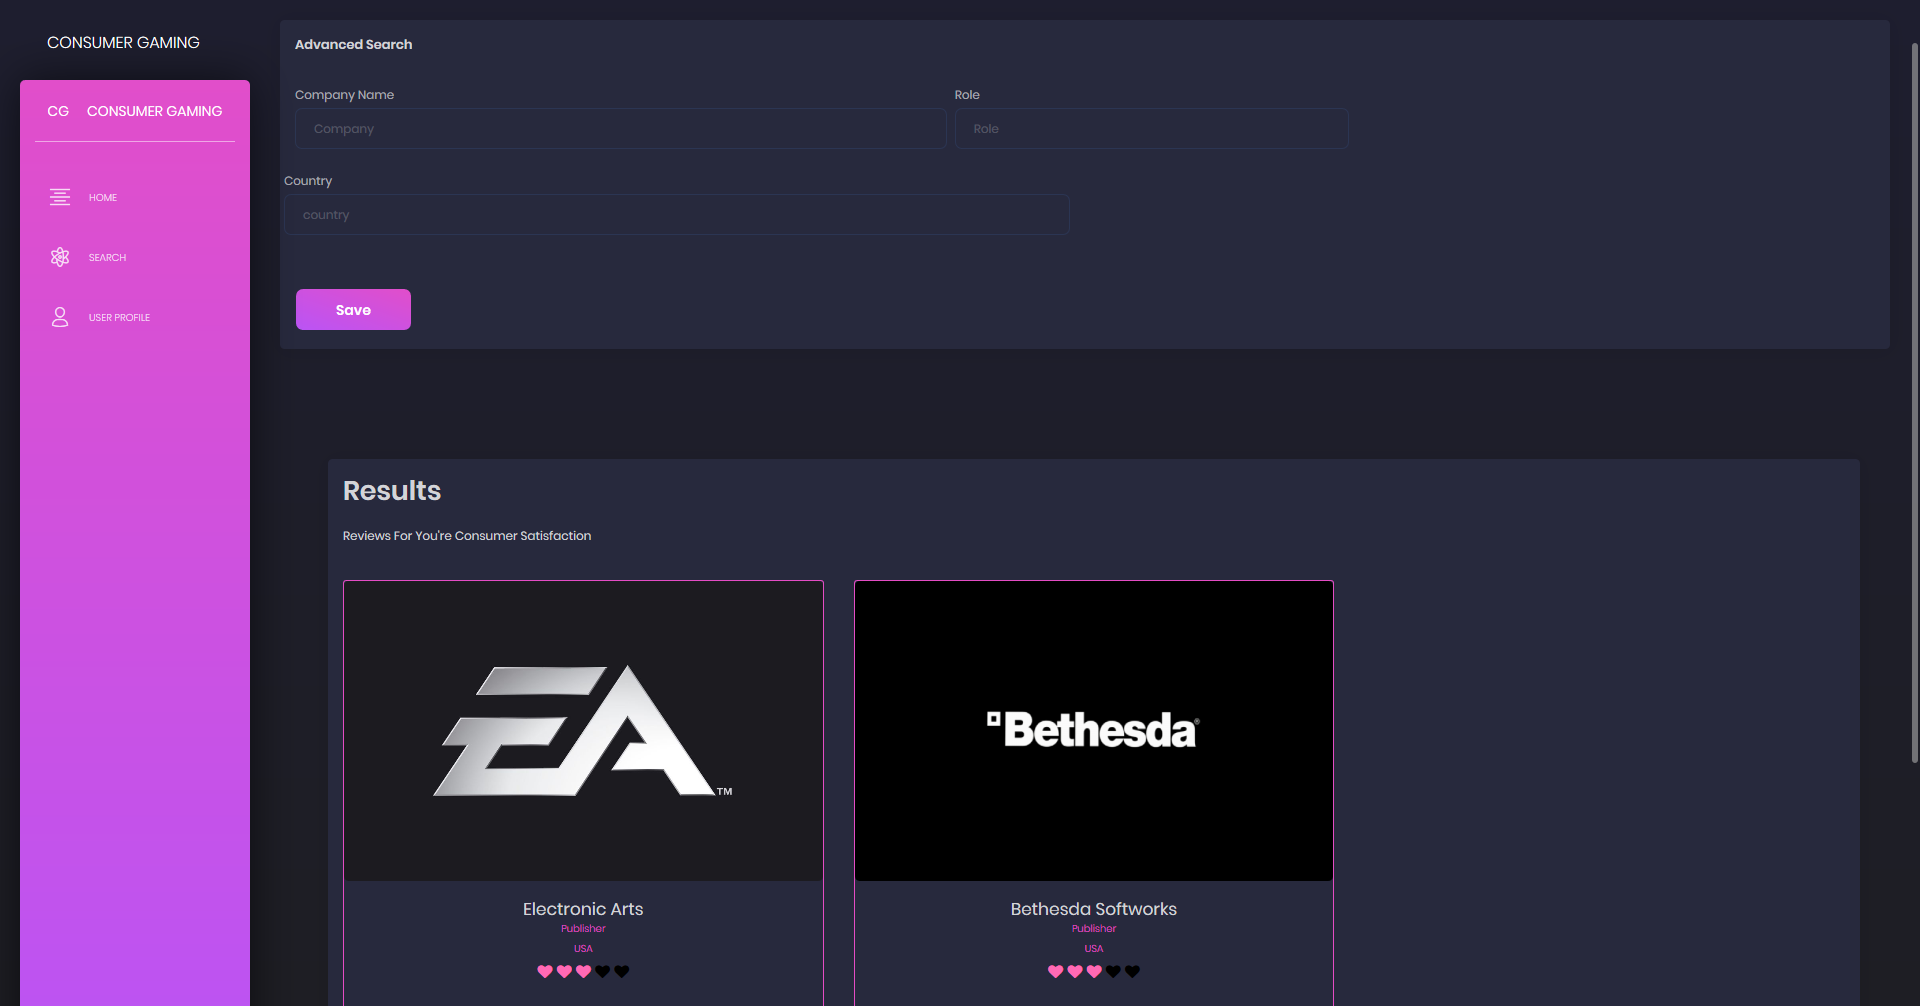 CONSUMER GAMING
CG CONSUMER GAMING
HOME
SEARCH
USER PROFILE
Advanced Search
Company Name Role
Company Role
Country
country
Save
Results
Reviews For You're Consumer Satisfaction
EA TM
Bethesda®
Electronic Arts
Publisher
USA
Bethesda Softworks
Publisher
USA